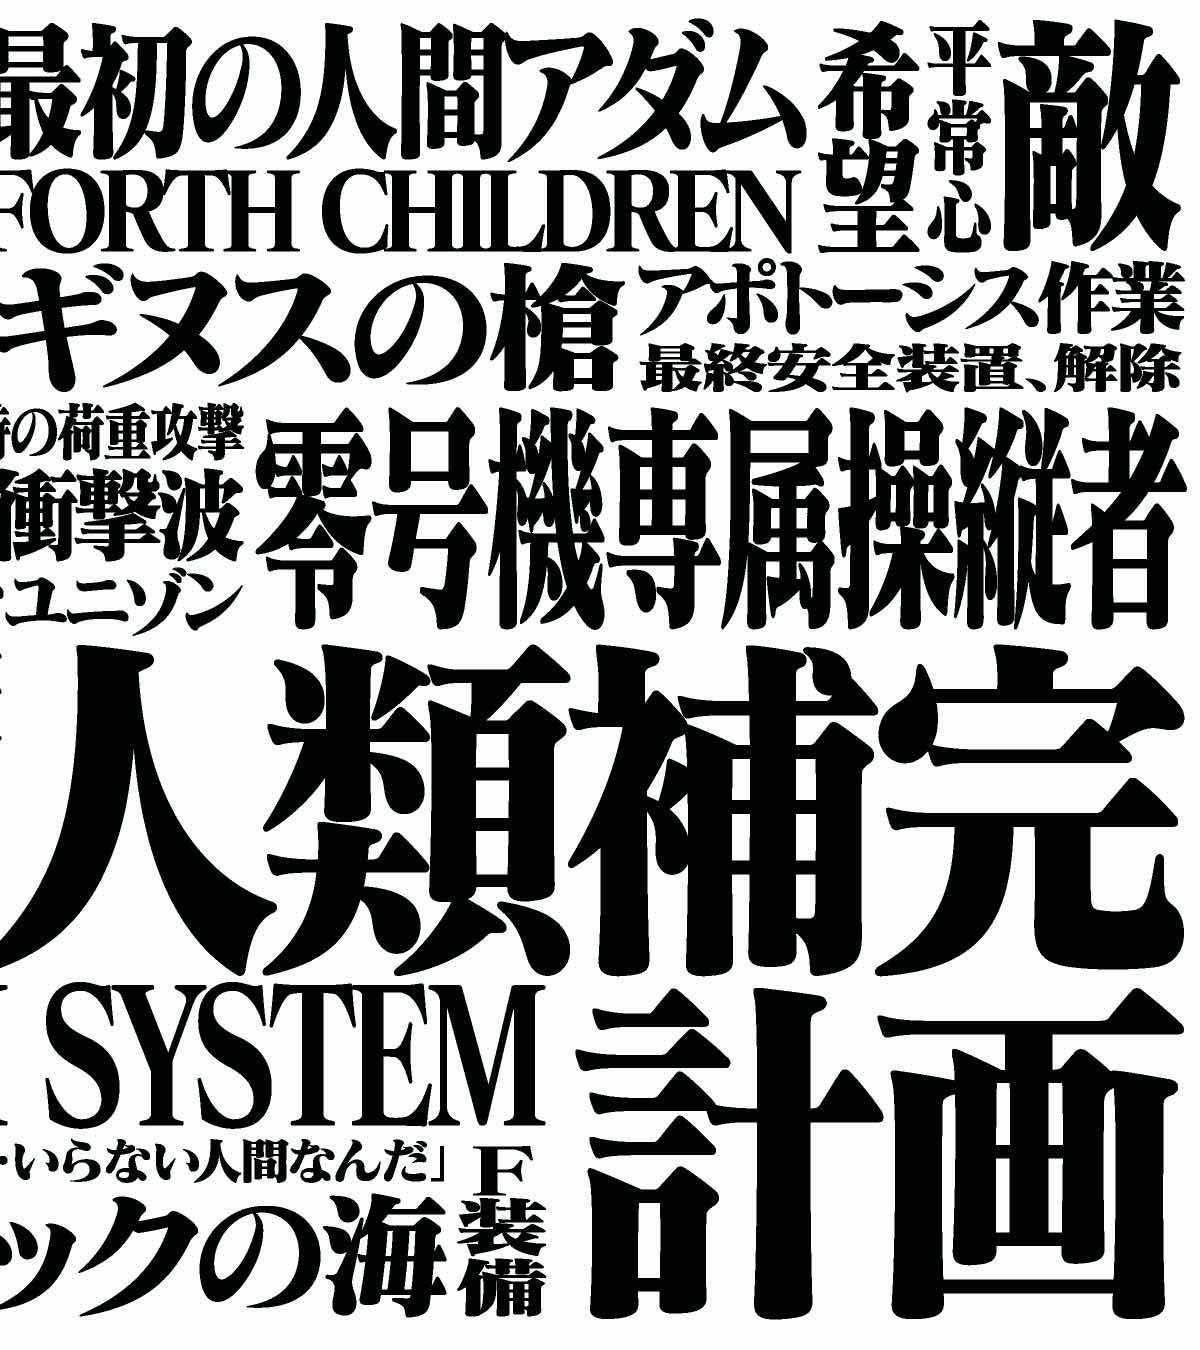 最初の人間アダム
希望
平常心
敵
FORTH CHILDREN
ギヌスの槍
アポトーシス作業
最終安全装置、解除
の荷重攻撃
衝撃波
ユニゾン
零号機専属操縦者
人類補完
計画
SYSTEM
・いらない人間なんだ」
F装備
ックの海